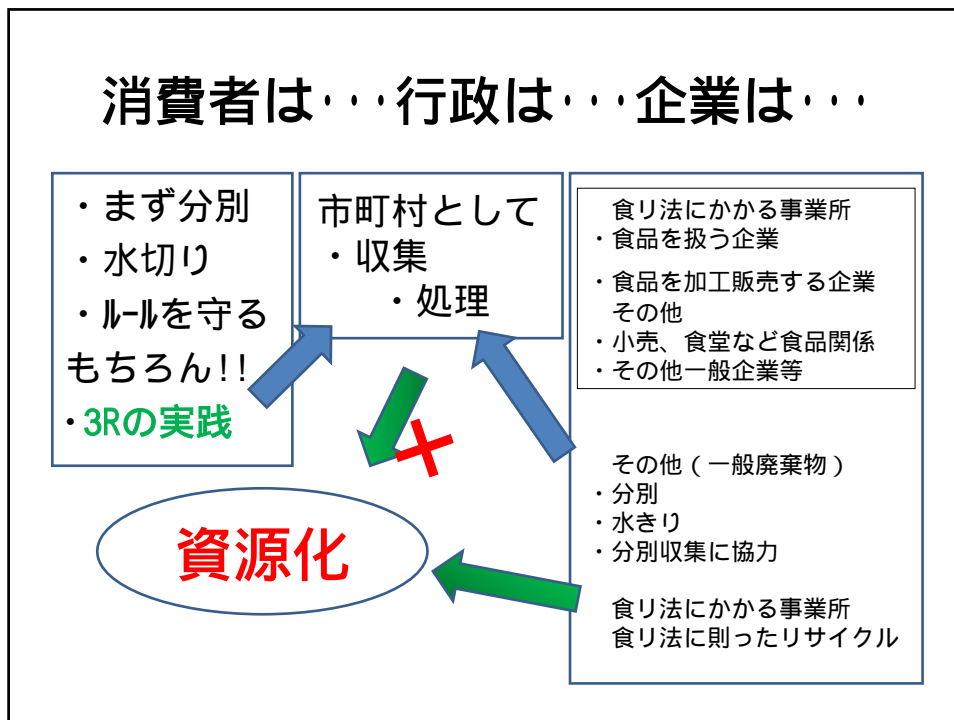 消費者は···行政は···企業は···
・まず分別
・水切り
・ﾙｰﾙを守る
もちろん!!
・3Rの実践
市町村として
・収集
・処理
食リ法にかかる事業所
・食品を扱う企業
・食品を加工販売する企業
その他
・小売、食堂など食品関係
・その他一般企業等
その他（一般廃棄物）
・分別
・水きり
・分別収集に協力
食リ法にかかる事業所
食リ法に則ったリサイクル
資源化